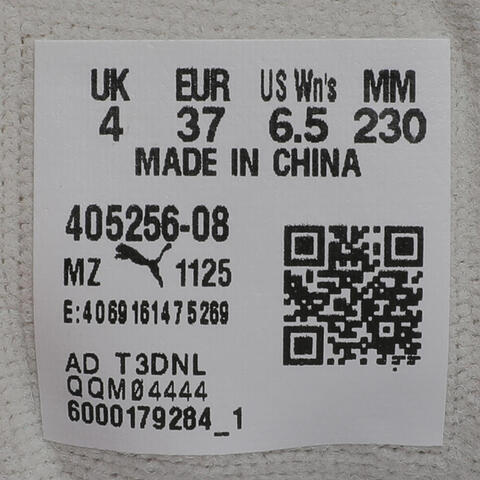 UK EUR US Wn's MM
4 37 6.5 230
MADE IN CHINA
405256-08
MZ 1125
E:4069161475269
AD T3DNL
QQM04444
6000179284_1